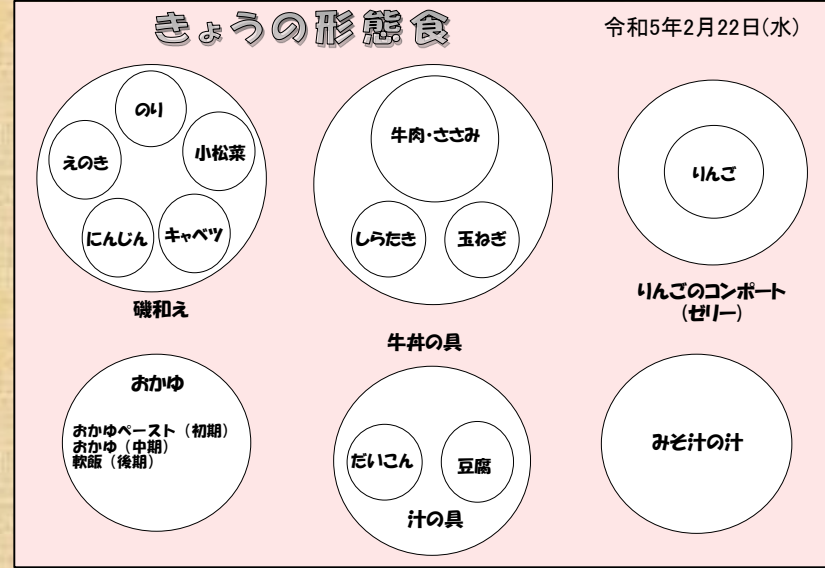 きょうの形態食
令和5年2月22日(水)
のり
えのき
小松菜
にんじん
キャベツ
磯和え
牛肉・ささみ
しらたき
玉ねぎ
牛丼の具
りんご
りんごのコンポート
(ゼリー)
おかゆ
おかゆペースト（初期）
おかゆ（中期）
軟飯（後期）
だいこん
豆腐
汁の具
みそ汁の汁